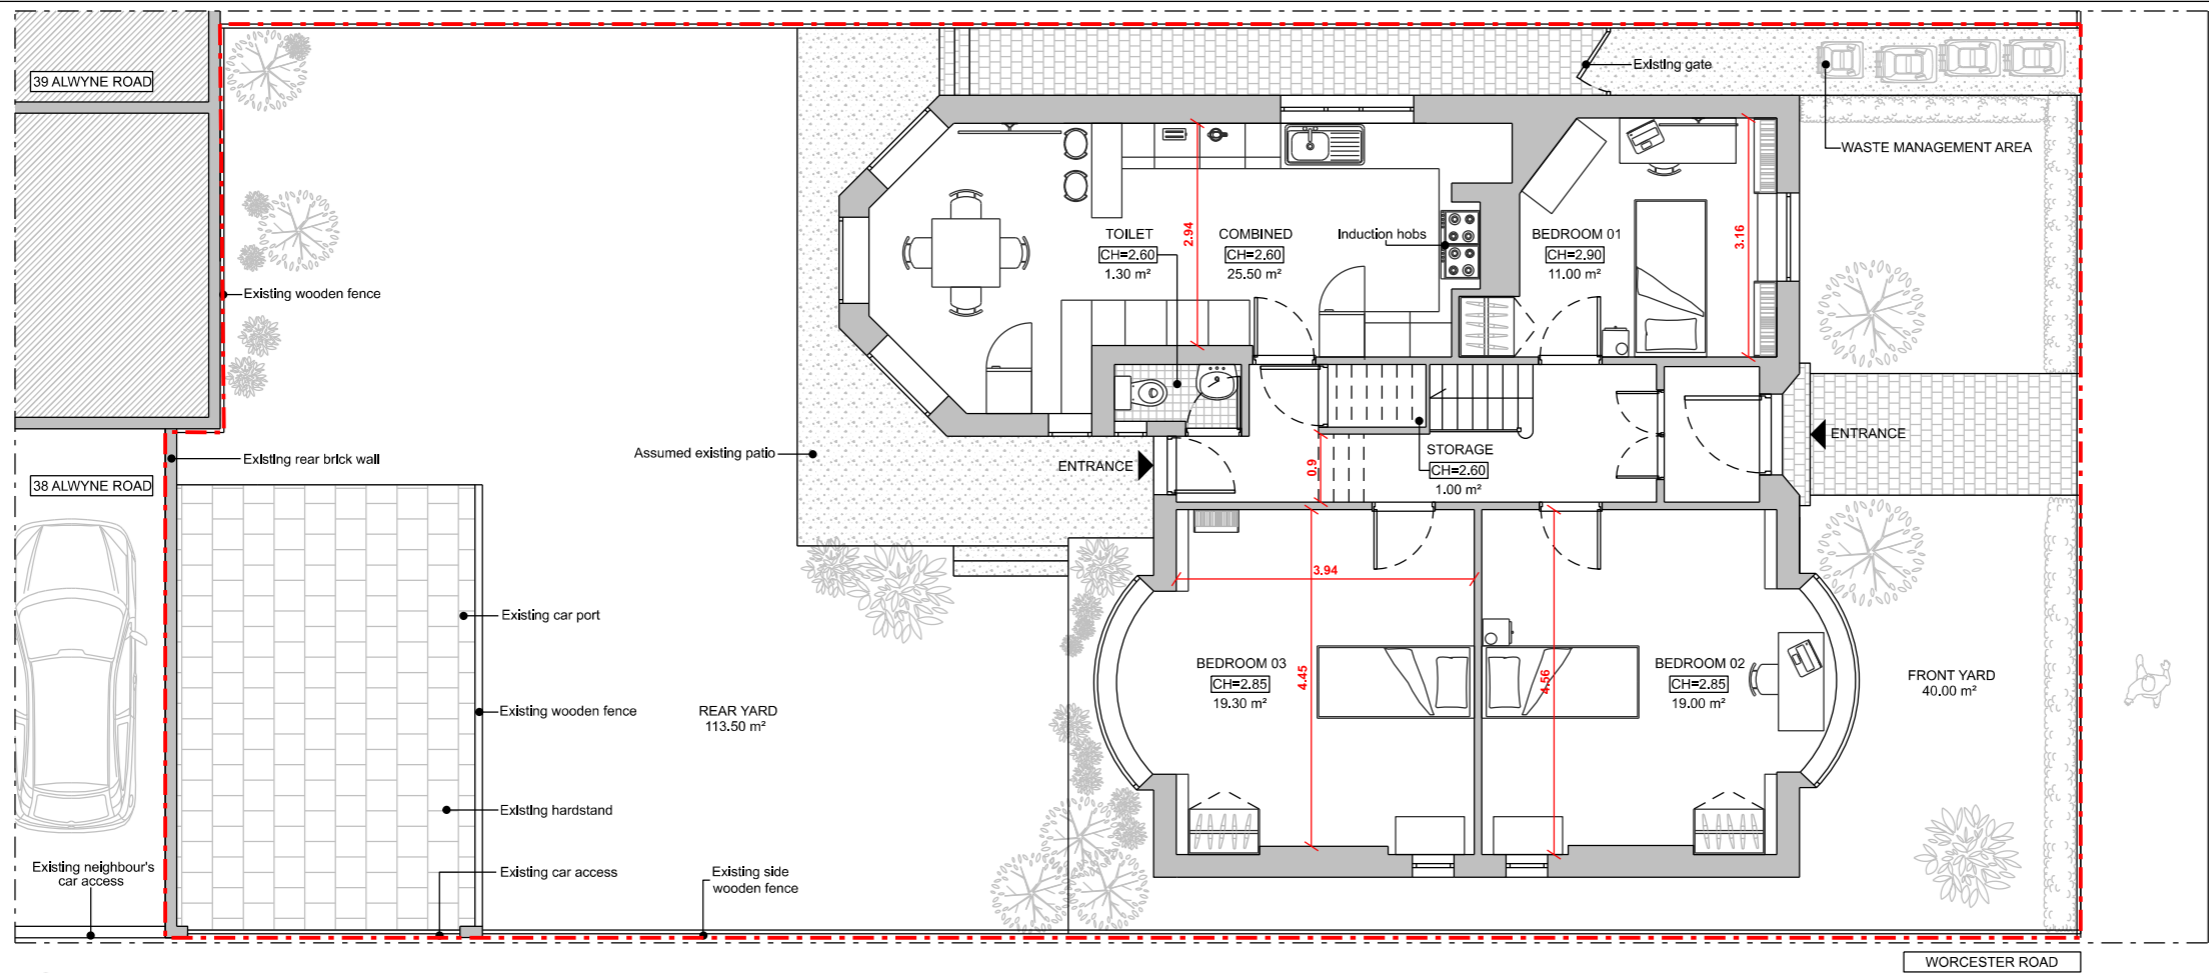 39 ALWYNE ROAD
Existing gate
WASTE MANAGEMENT AREA
TOILET
CH=2.60
1.30 m²
2.94
COMBINED
CH=2.60
25.50 m²
Induction hobs
BEDROOM 01
CH=2.90
11.00 m²
3.16
Existing wooden fence
Existing rear brick wall
38 ALWYNE ROAD
Assumed existing patio
ENTRANCE
0.9
STORAGE
CH=2.60
1.00 m²
ENTRANCE
3.94
Existing car port
BEDROOM 03
CH=2.85
19.30 m²
4.45
4.56
BEDROOM 02
CH=2.85
19.00 m²
FRONT YARD
40.00 m²
Existing wooden fence
REAR YARD
113.50 m²
Existing hardstand
Existing neighbour's
car access
Existing car access
Existing side
wooden fence
WORCESTER ROAD